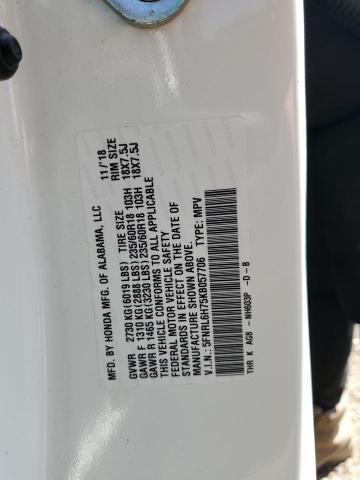 MFD. BY HONDA MFG. OF ALABAMA, LLC 11/'18
TIRE SIZE RIM SIZE
GVWR 2730 KG(6019 LBS)
GAWR F 1310 KG(2888 LBS) 235/60R18 103H 18X7.5J
GAWR R 1465 KG(3230 LBS) 235/60R18 103H 18X7.5J
THIS VEHICLE CONFORMS TO ALL APPLICABLE
FEDERAL MOTOR VEHICLE SAFETY
STANDARDS IN EFFECT ON THE DATE OF
MANUFACTURE SHOWN ABOVE.
V.I.N.: 5FNRL6H75KB057706 TYPE: MPV
THR K AG8 -NH603P -D-B